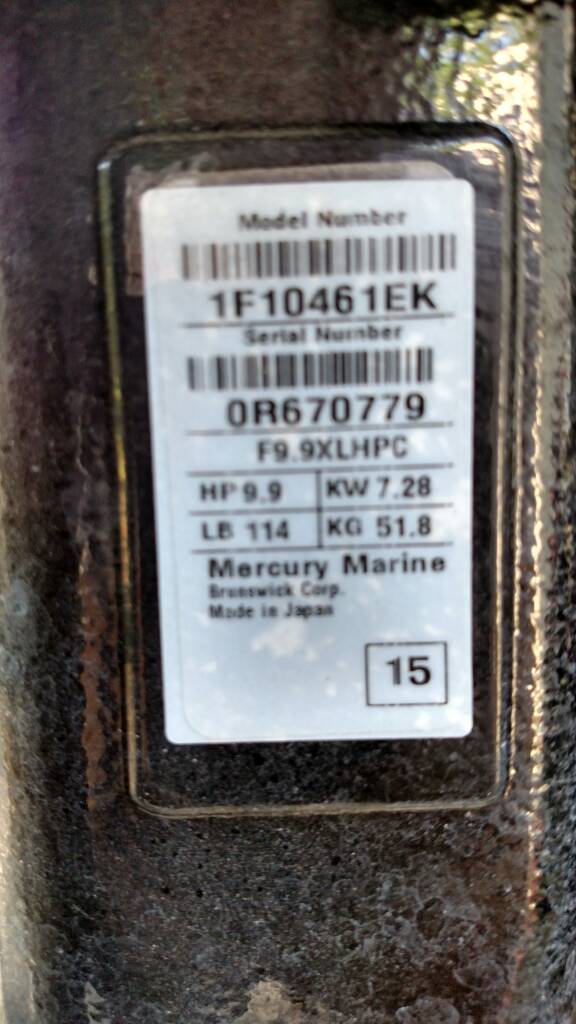 Model Number
1F10461EK
Serial Number
0R670779
F9.9XLHPC
HP 9.9 KW 7.28
LB 114 KG 51.8
Mercury Marine
Brunswick Corp.
Made in Japan
15